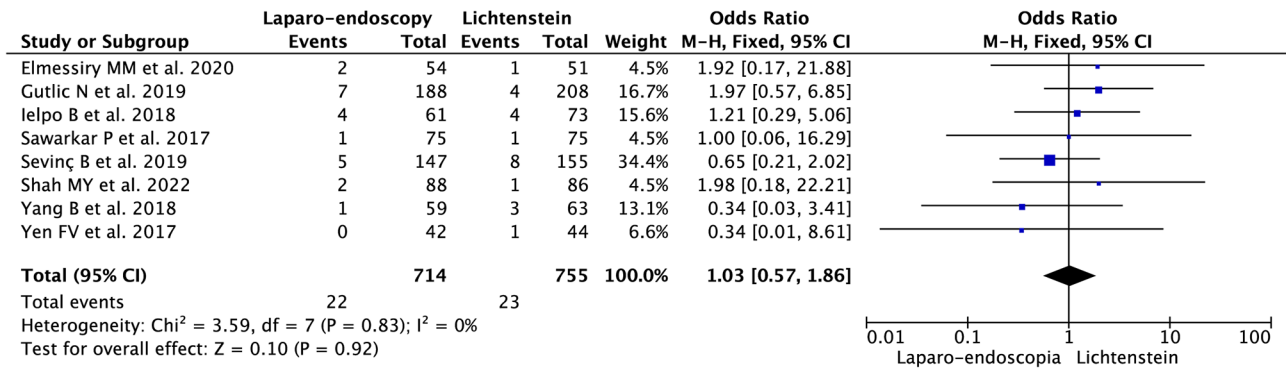 Laparo-endoscopy Lichtenstein Odds Ratio Odds Ratio
Study or Subgroup Events Total Events Total Weight M-H, Fixed, 95% CI M-H, Fixed, 95% CI
Elmessiry MM et al. 2020 2 54 1 51 4.5% 1.92 [0.17, 21.88]
Gutlic N et al. 2019 7 188 4 208 16.7% 1.97 [0.57, 6.85]
Ielpo B et al. 2018 4 61 4 73 15.6% 1.21 [0.29, 5.06]
Sawarkar P et al. 2017 1 75 1 75 4.5% 1.00 [0.06, 16.29]
Sevinç B et al. 2019 5 147 8 155 34.4% 0.65 [0.21, 2.02]
Shah MY et al. 2022 2 88 1 86 4.5% 1.98 [0.18, 22.21]
Yang B et al. 2018 1 59 3 63 13.1% 0.34 [0.03, 3.41]
Yen FV et al. 2017 0 42 1 44 6.6% 0.34 [0.01, 8.61]
Total (95% CI) 714 755 100.0% 1.03 [0.57, 1.86]
Total events 22 23
Heterogeneity: Chi² = 3.59, df = 7 (P = 0.83); I² = 0%
Test for overall effect: Z = 0.10 (P = 0.92)
0.01 0.1 1 10 100
Laparo-endoscopia Lichtenstein